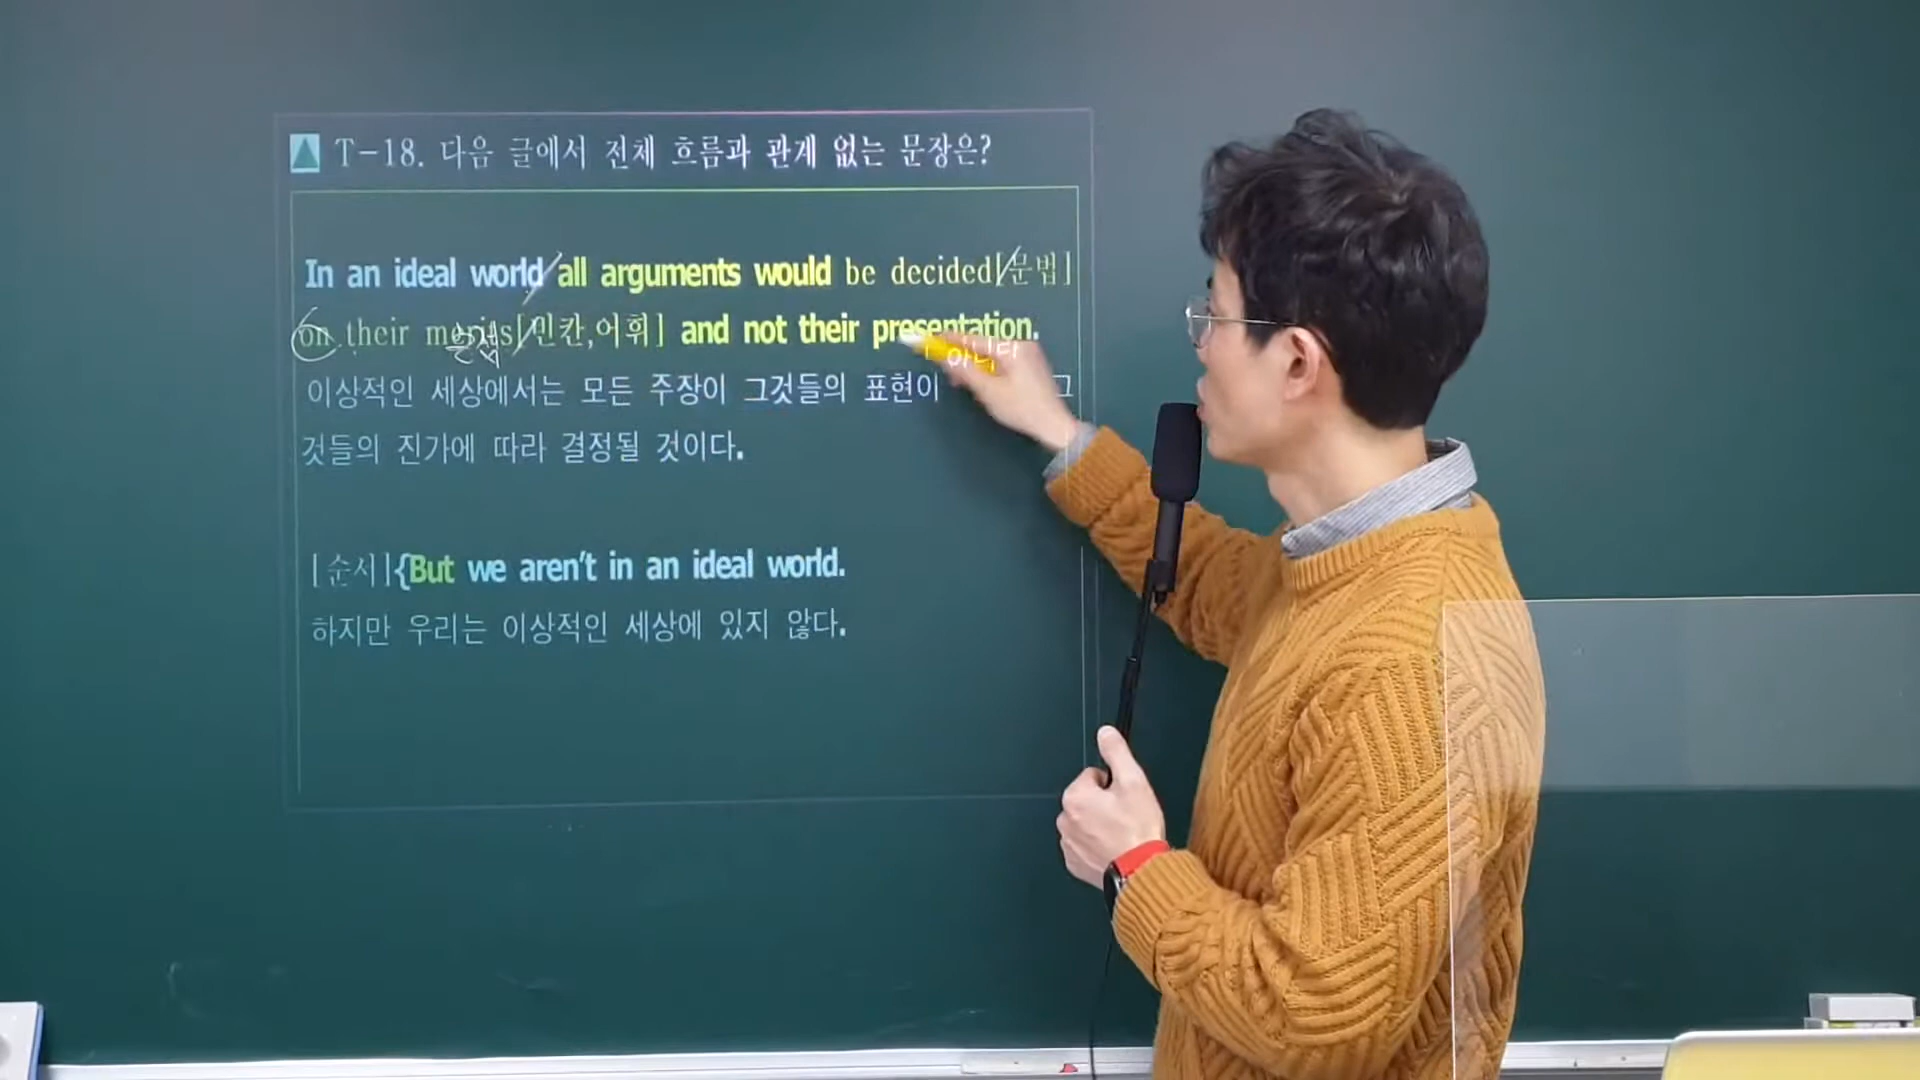 T-18. 다음 글에서 전체 흐름과 관계 없는 문장은?
In an ideal world all arguments would be decided[문법]
on their merits[빈칸,어휘] and not their presentation.
이상적인 세상에서는 모든 주장이 그것들의 표현이 아니라 그
것들의 진가에 따라 결정될 것이다.
[순서]{But we aren't in an ideal world.
하지만 우리는 이상적인 세상에 있지 않다.